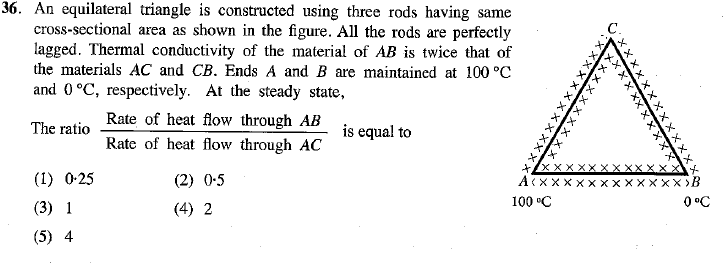 36. An equilateral triangle is constructed using three rods having same
cross-sectional area as shown in the figure. All the rods are perfectly
lagged. Thermal conductivity of the material of AB is twice that of
the materials AC and CB. Ends A and B are maintained at 100 °C
and 0 °C, respectively. At the steady state,
The ratio Rate of heat flow through AB / Rate of heat flow through AC is equal to
(1) 0·25 (2) 0·5
(3) 1 (4) 2
(5) 4
C
A B
100 °C 0 °C